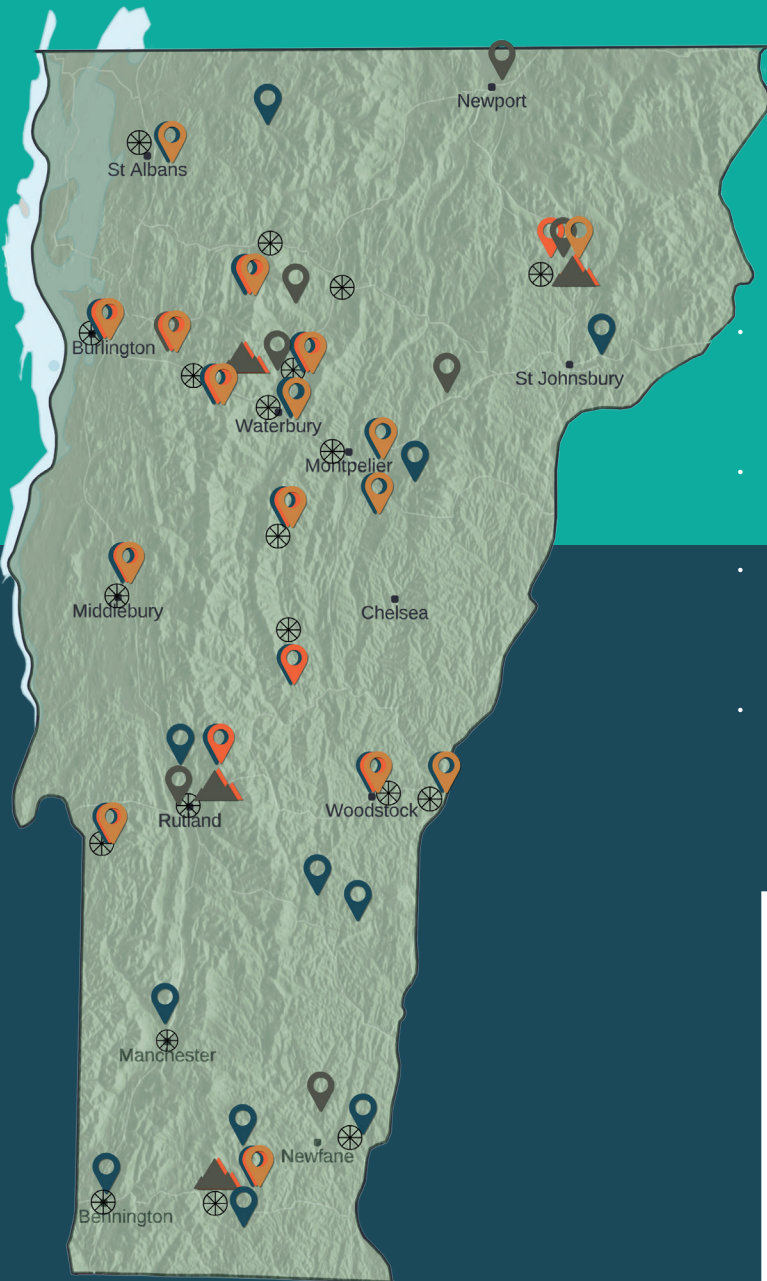 Newport
St Albans
Burlington
St Johnsbury
Waterbury
Montpelier
Middlebury
Chelsea
Woodstock
Rutland
Manchester
Newfane
Bennington